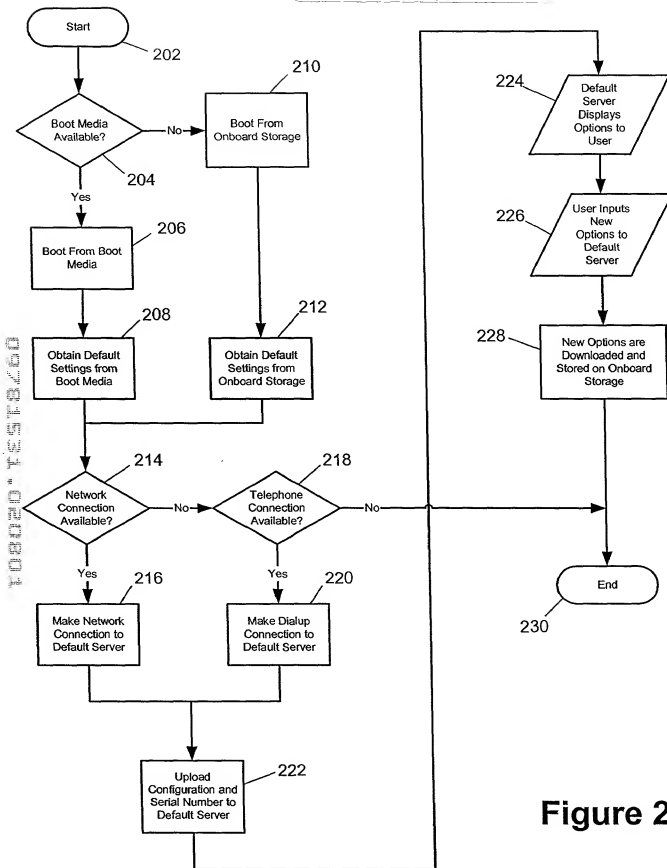 Start
202
210
Boot Media
Available?
No
Boot From
Onboard Storage
204
Yes
206
Boot From Boot
Media
208
212
Obtain Default
Settings from
Boot Media
Obtain Default
Settings from
Onboard Storage
214
218
Network
Connection
Available?
No
Telephone
Connection
Available?
No
Yes
Yes
216
220
Make Network
Connection to
Default Server
Make Dialup
Connection to
Default Server
222
Upload
Configuration and
Serial Number to
Default Server
224
Default
Server
Displays
Options to
User
226
User Inputs
New
Options to
Default
Server
228
New Options are
Downloaded and
Stored on Onboard
Storage
End
230
Figure 2